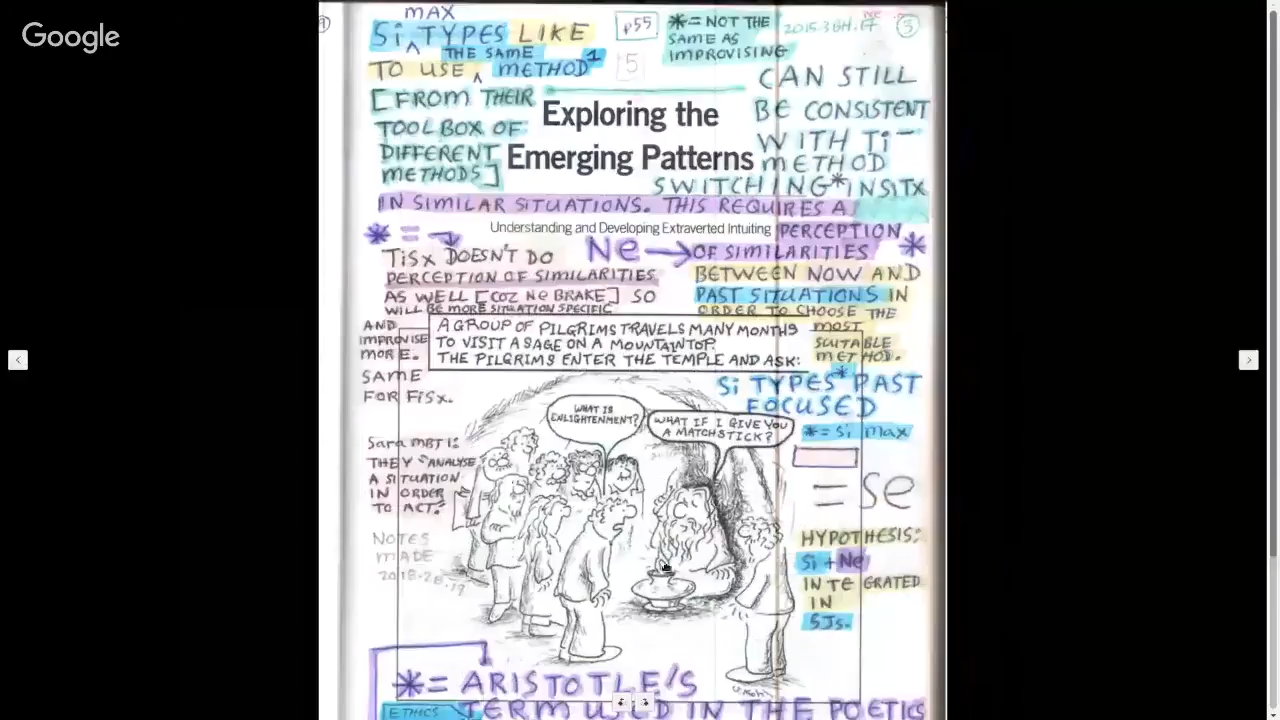 Google
MAX
Si TYPES LIKE
THE SAME
TO USE ^ METHOD 1
[FROM THEIR
TOOLBOX OF
DIFFERENT
METHODS]
p55
5
* = NOT THE
SAME AS
IMPROVISING
3
CAN STILL
BE CONSISTENT
WITH Ti-
METHOD
SWITCHING* IN SiTx
Exploring the
Emerging Patterns
IN SIMILAR SITUATIONS. THIS REQUIRES A
Understanding and Developing Extraverted Intuiting
PERCEPTION
* = Ne → OF SIMILARITIES *
BETWEEN NOW AND
PAST SITUATIONS IN
ORDER TO CHOOSE THE
MOST
SUITABLE
METHOD.
TiSx DOESN'T DO
PERCEPTION OF SIMILARITIES
AS WELL [COZ Ne BRAKE] SO
WILL BE MORE SITUATION SPECIFIC
AND
IMPROVISE
MORE.
SAME
FOR FiSx.
A GROUP OF PILGRIMS TRAVELS MANY MONTHS
TO VISIT A SAGE ON A MOUNTAINTOP.
THE PILGRIMS ENTER THE TEMPLE AND ASK:
WHAT IS
ENLIGHTENMENT?
WHAT IF I GIVE YOU
A MATCHSTICK?
Si TYPES* PAST
FOCUSED
* = Si max
= Se
HYPOTHESIS:
Si + Ne
INTEGRATED
IN
SJs.
THEY "ANALYSE
A SITUATION
IN ORDER
TO ACT."
NOTES
MADE
* = ARISTOTLE'S
ETHICS
TERM USED IN THE POETICS